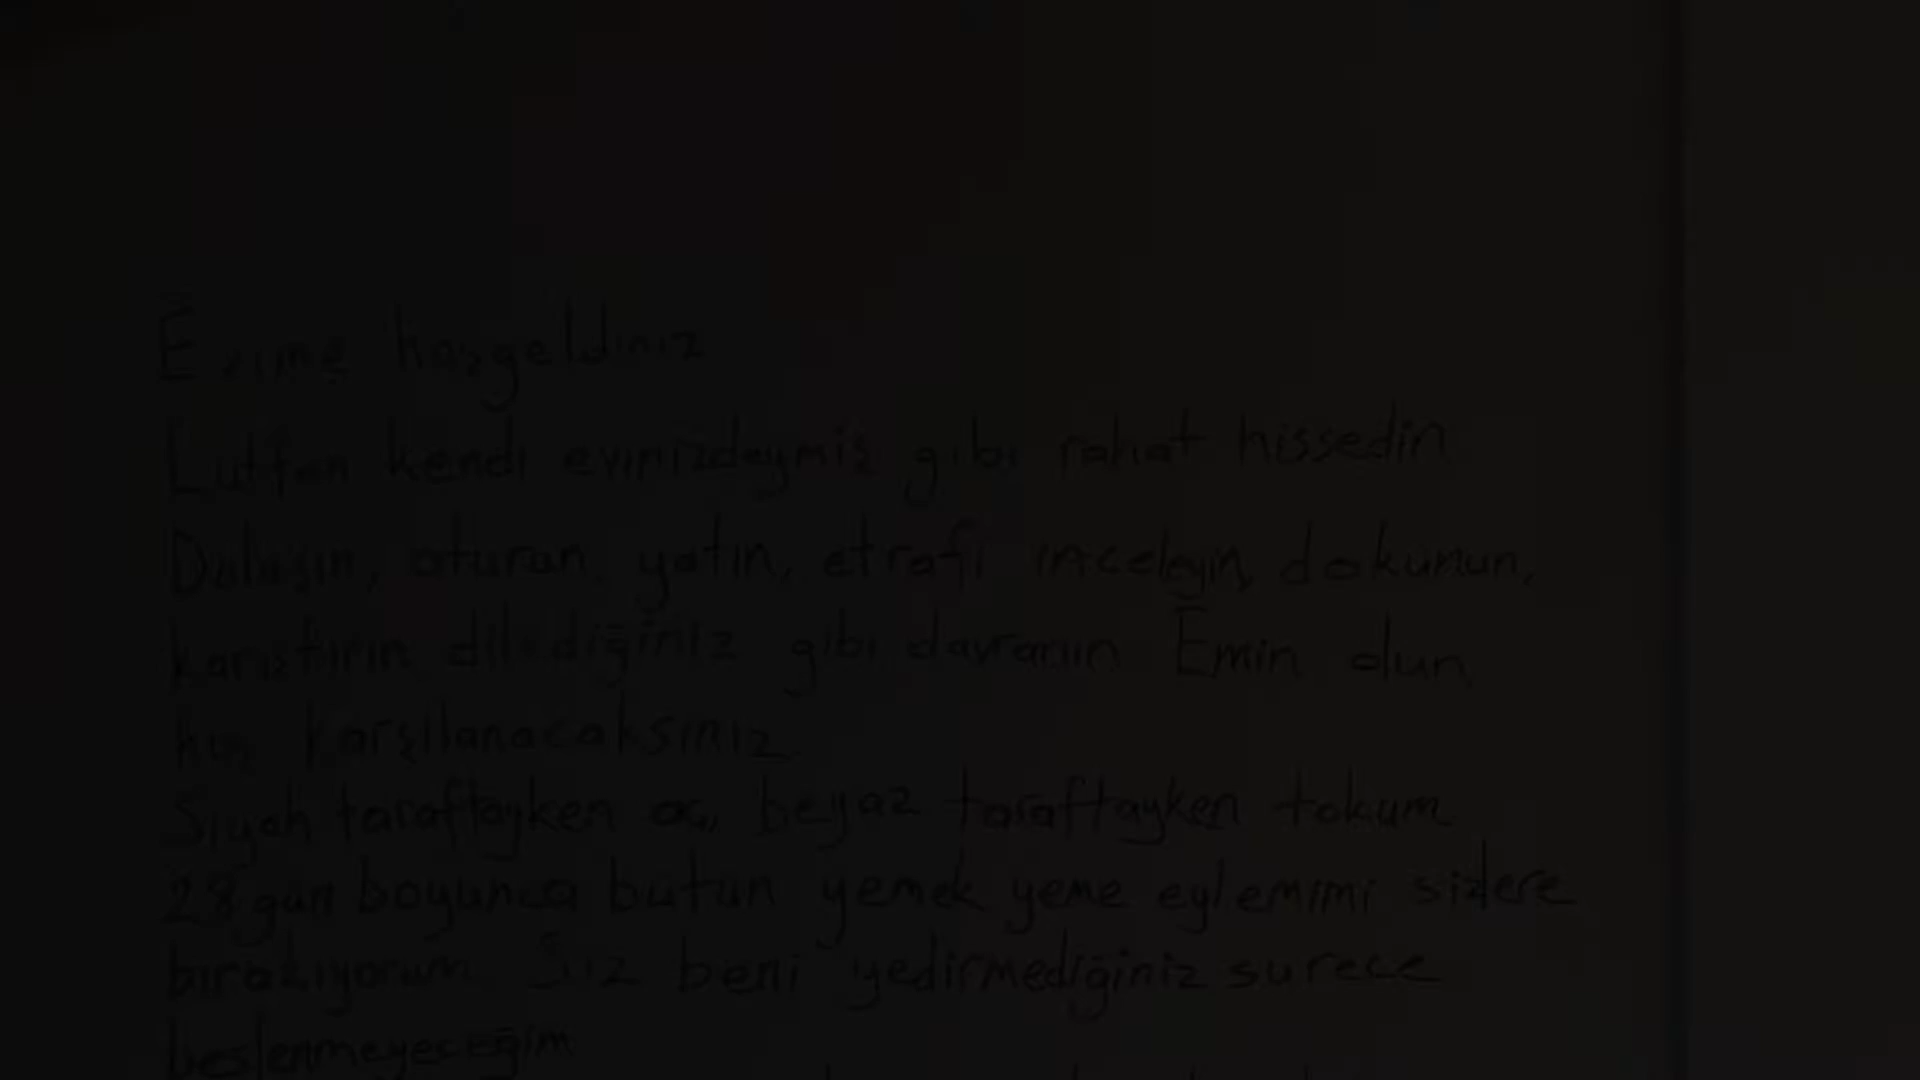 Evime hoşgeldiniz
Lütfen kendi evinizdeymiş gibi rahat hissedin
Dolaşın, oturun, yatın, etrafı inceleyin, dokunun,
karıştırın dilediğiniz gibi davranın Emin olun
hoş karşılanacaksınız
Siyah taraftayken aç, beyaz taraftayken tokum
28 gün boyunca bütün yemek yeme eylemimi sizlere
bırakıyorum Siz beni yedirmediğiniz sürece
beslenmeyeceğim